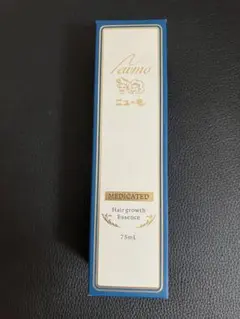 ニューモ
MEDICATED
Hair growth
Essence
75mL